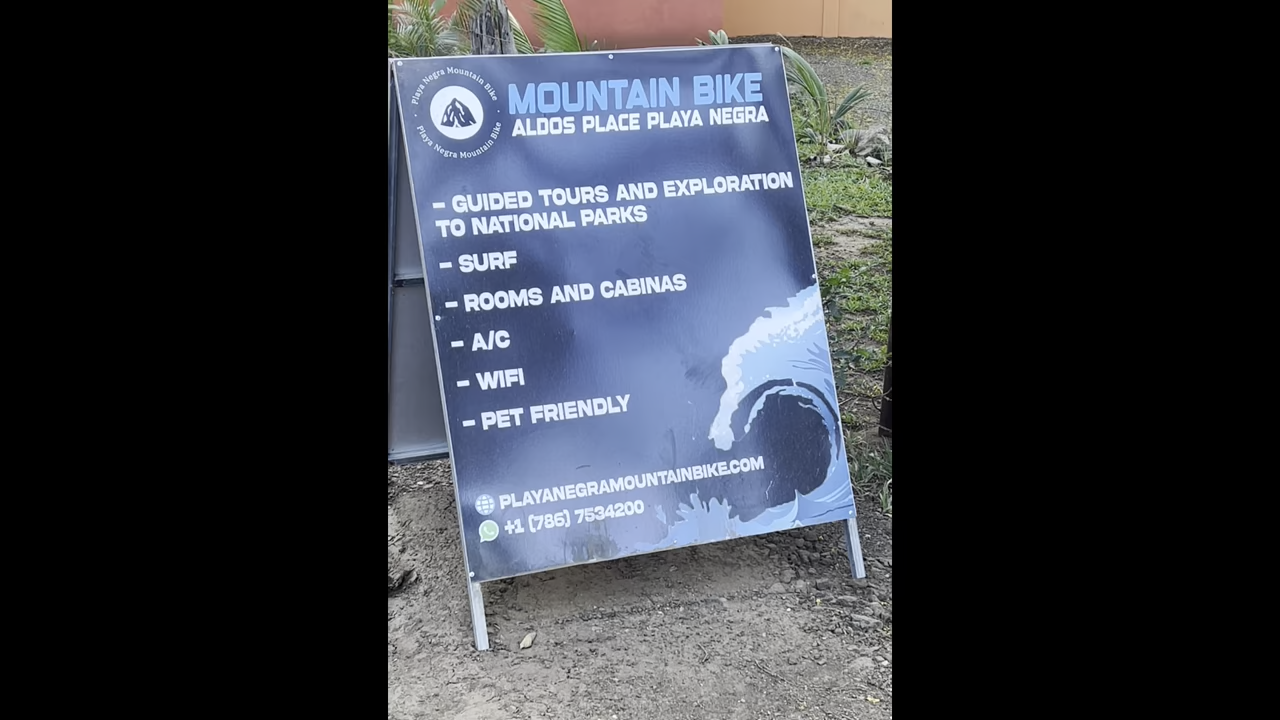 Playa Negra Mountain Bike
Playa Negra Mountain Bike
MOUNTAIN BIKE
ALDOS PLACE PLAYA NEGRA
- GUIDED TOURS AND EXPLORATION
TO NATIONAL PARKS
- SURF
- ROOMS AND CABINAS
- A/C
- WIFI
- PET FRIENDLY
PLAYANEGRAMOUNTAINBIKE.COM
+1 (786) 7534200